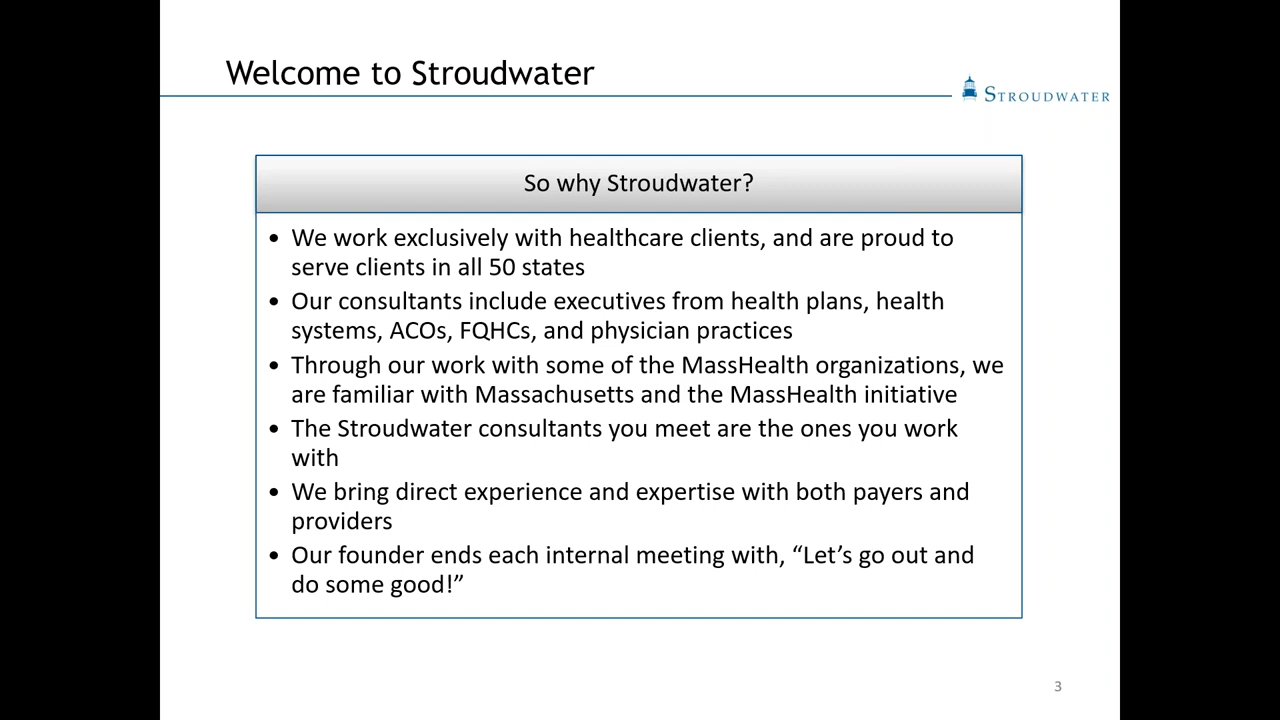 Welcome to Stroudwater
STROUDWATER
So why Stroudwater?
• We work exclusively with healthcare clients, and are proud to
serve clients in all 50 states
• Our consultants include executives from health plans, health
systems, ACOs, FQHCs, and physician practices
• Through our work with some of the MassHealth organizations, we
are familiar with Massachusetts and the MassHealth initiative
• The Stroudwater consultants you meet are the ones you work
with
• We bring direct experience and expertise with both payers and
providers
• Our founder ends each internal meeting with, “Let’s go out and
do some good!”
3